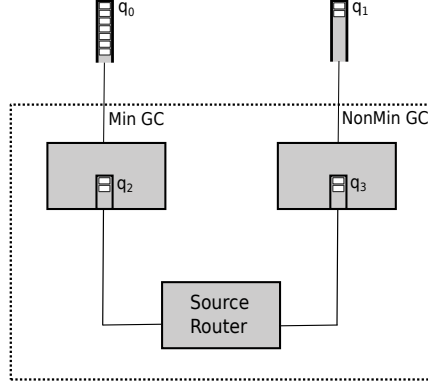 q₀
q₁
Min GC
NonMin GC
q₂
q₃
Source
Router